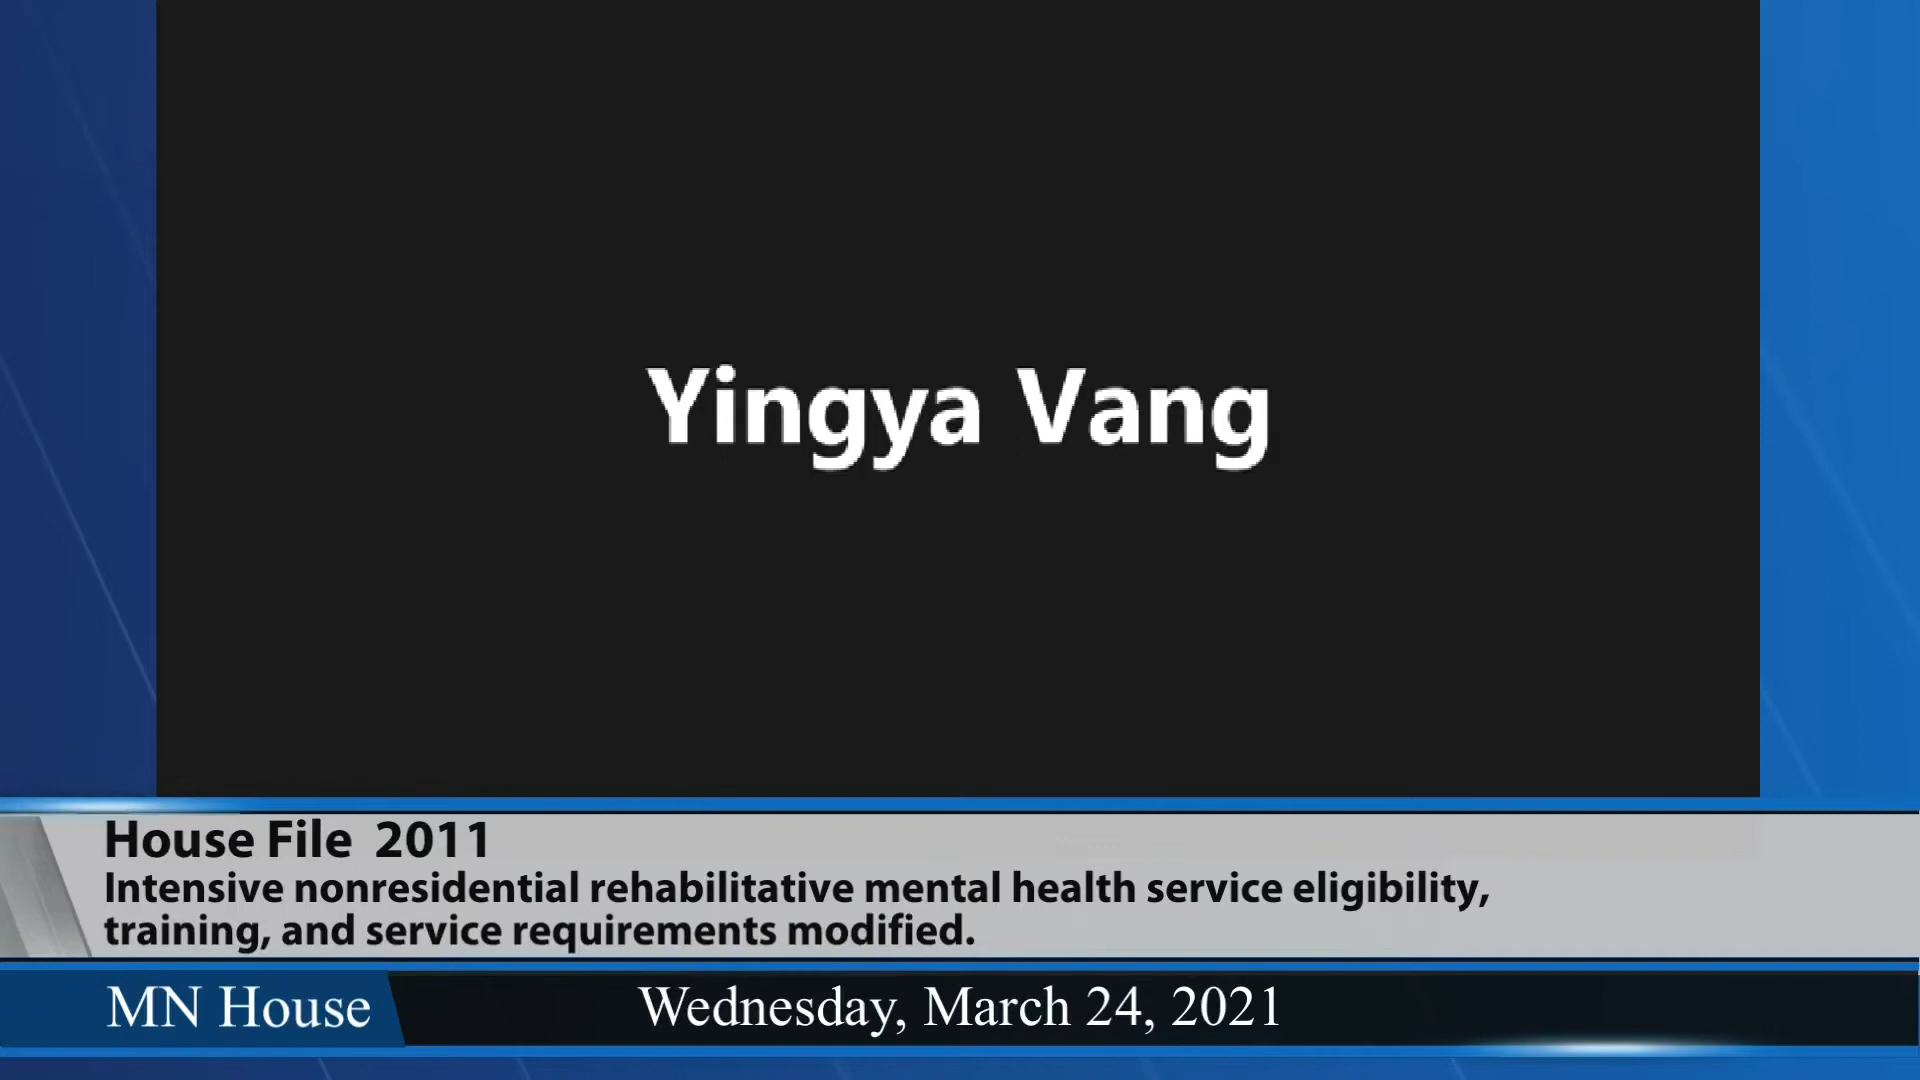 Yingya Vang
House File 2011
Intensive nonresidential rehabilitative mental health service eligibility,
training, and service requirements modified.
MN House
Wednesday, March 24, 2021